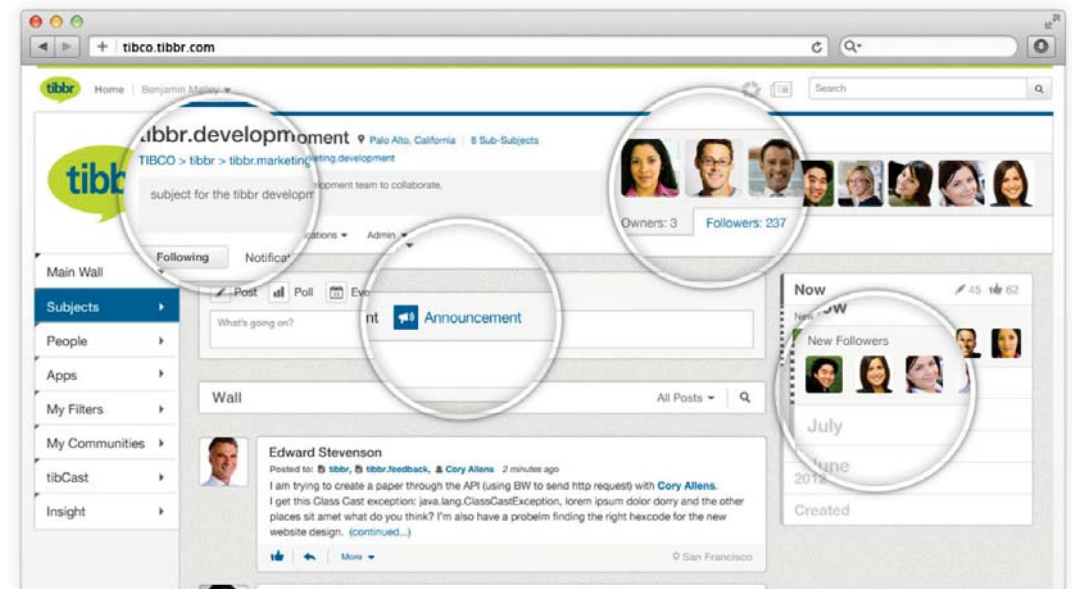 tibco.tibbr.com
tibbr Home Benjamin Malley Search
tibbr.development Palo Alto, California 8 Sub-Subjects
TIBCO > tibbr > tibbr.marketing.development
subject for the tibbr development team to collaborate.
Owners: 3 Followers: 237
Following Admin
Main Wall
Subjects
People
Apps
My Filters
My Communities
tibCast
Insight
Post Poll
What's going on?
Announcement
Wall All Posts
Edward Stevenson
Posted to: tibbr, tibbr.feedback, Cory Allens 2 minutes ago
I am trying to create a paper through the API (using BW to send http request) with Cory Allens.
I get this Class Cast exception: java.lang.ClassCastException, lorem ipsum dolor dorry and the other
places sit amet what do you think? I'm also have a probelm finding the right hexcode for the new
website design. (continued...)
More San Francisco
Now 45 62
New Followers
July
June
2012
Created